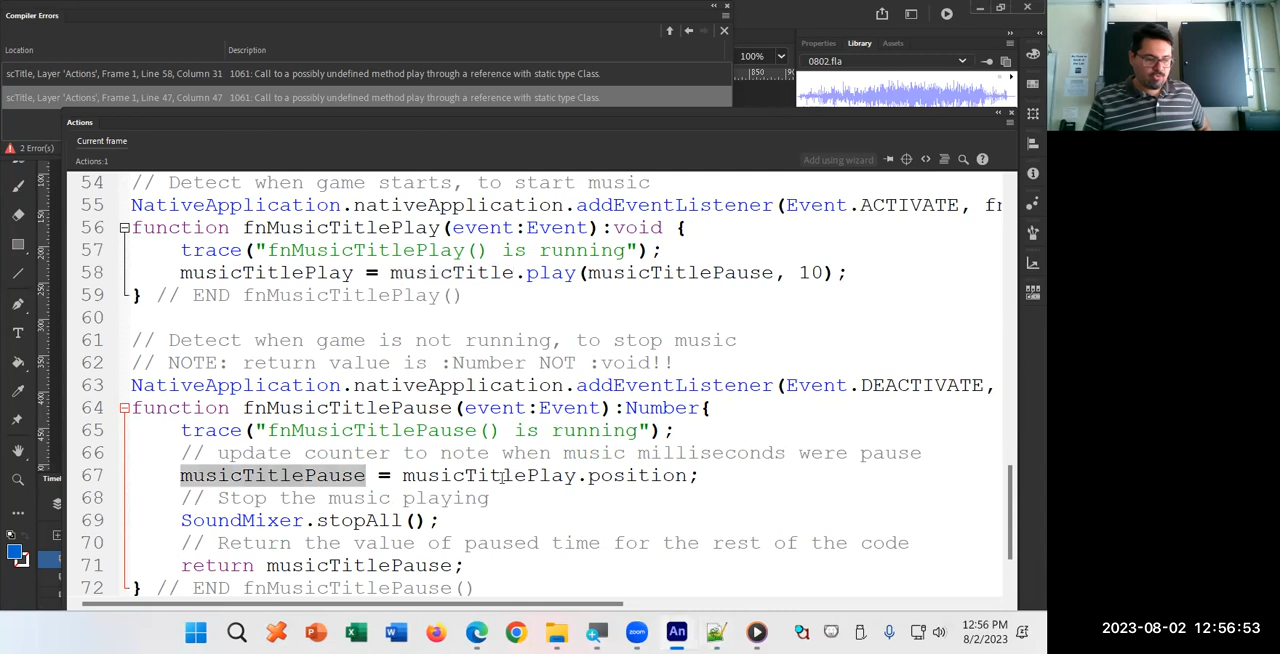 Compiler Errors
Location Description
scTitle, Layer 'Actions', Frame 1, Line 58, Column 31 1061: Call to a possibly undefined method play through a reference with static type Class.
scTitle, Layer 'Actions', Frame 1, Line 47, Column 47 1061: Call to a possibly undefined method play through a reference with static type Class.
2 Error(s)
100%
850
Properties Library Assets
0802.fla
Actions
Current frame
Actions:1
Add using wizard
54 // Detect when game starts, to start music
55 NativeApplication.nativeApplication.addEventListener(Event.ACTIVATE, fn
56 function fnMusicTitlePlay(event:Event):void {
57 trace("fnMusicTitlePlay() is running");
58 musicTitlePlay = musicTitle.play(musicTitlePause, 10);
59 } // END fnMusicTitlePlay()
60
61 // Detect when game is not running, to stop music
62 // NOTE: return value is :Number NOT :void!!
63 NativeApplication.nativeApplication.addEventListener(Event.DEACTIVATE,
64 function fnMusicTitlePause(event:Event):Number{
65 trace("fnMusicTitlePause() is running");
66 // update counter to note when music milliseconds were pause
67 musicTitlePause = musicTitlePlay.position;
68 // Stop the music playing
69 SoundMixer.stopAll();
70 // Return the value of paused time for the rest of the code
71 return musicTitlePause;
72 } // END fnMusicTitlePause()
Timel
zoom
An
12:56 PM
8/2/2023
2023-08-02 12:56:53